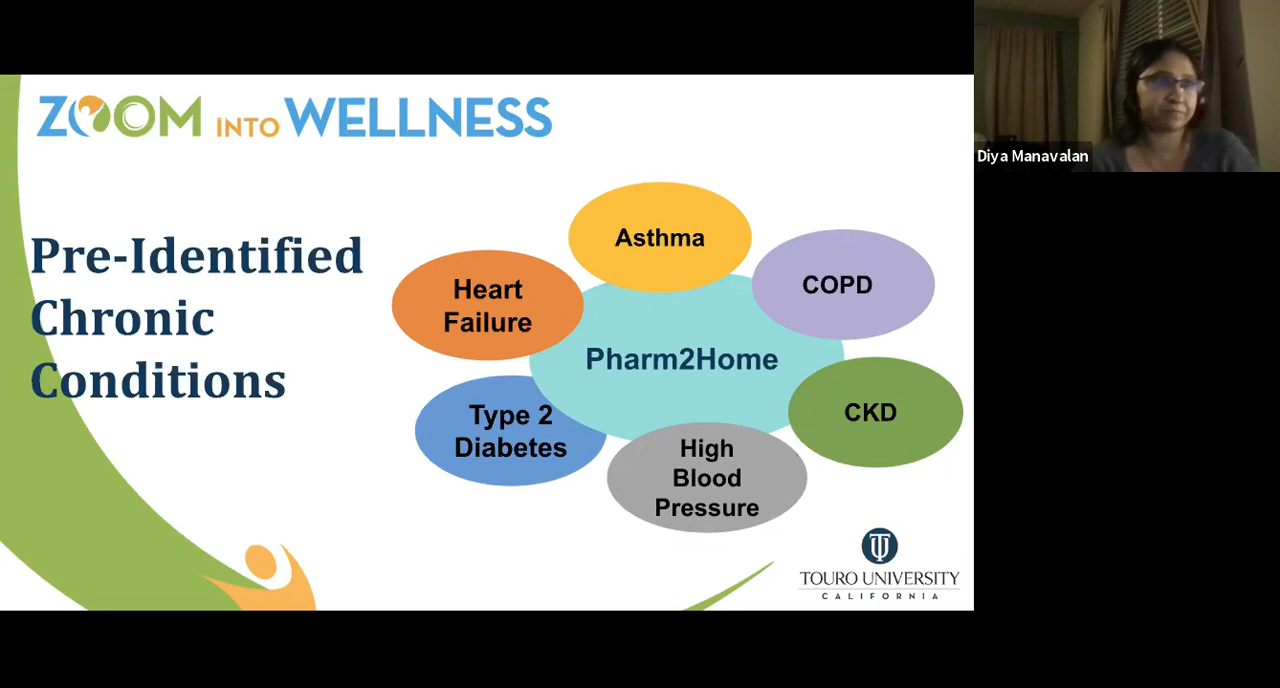 ZOOM INTO WELLNESS
Diya Manavalan
Pre-Identified
Chronic
Conditions
Asthma
COPD
Heart
Failure
Pharm2Home
CKD
Type 2
Diabetes
High
Blood
Pressure
TOURO UNIVERSITY
CALIFORNIA